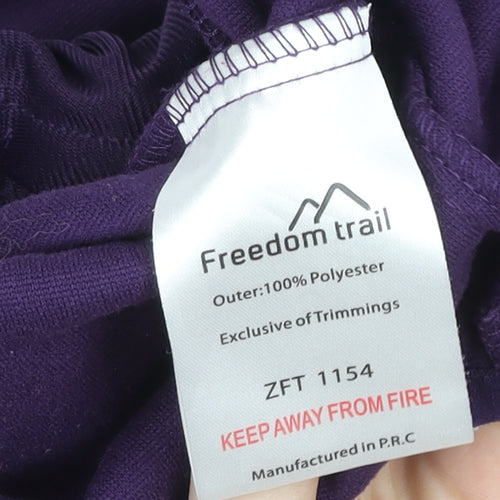 Freedom trail
Outer:100% Polyester
Exclusive of Trimmings
ZFT 1154
KEEP AWAY FROM FIRE
Manufactured in P.R.C